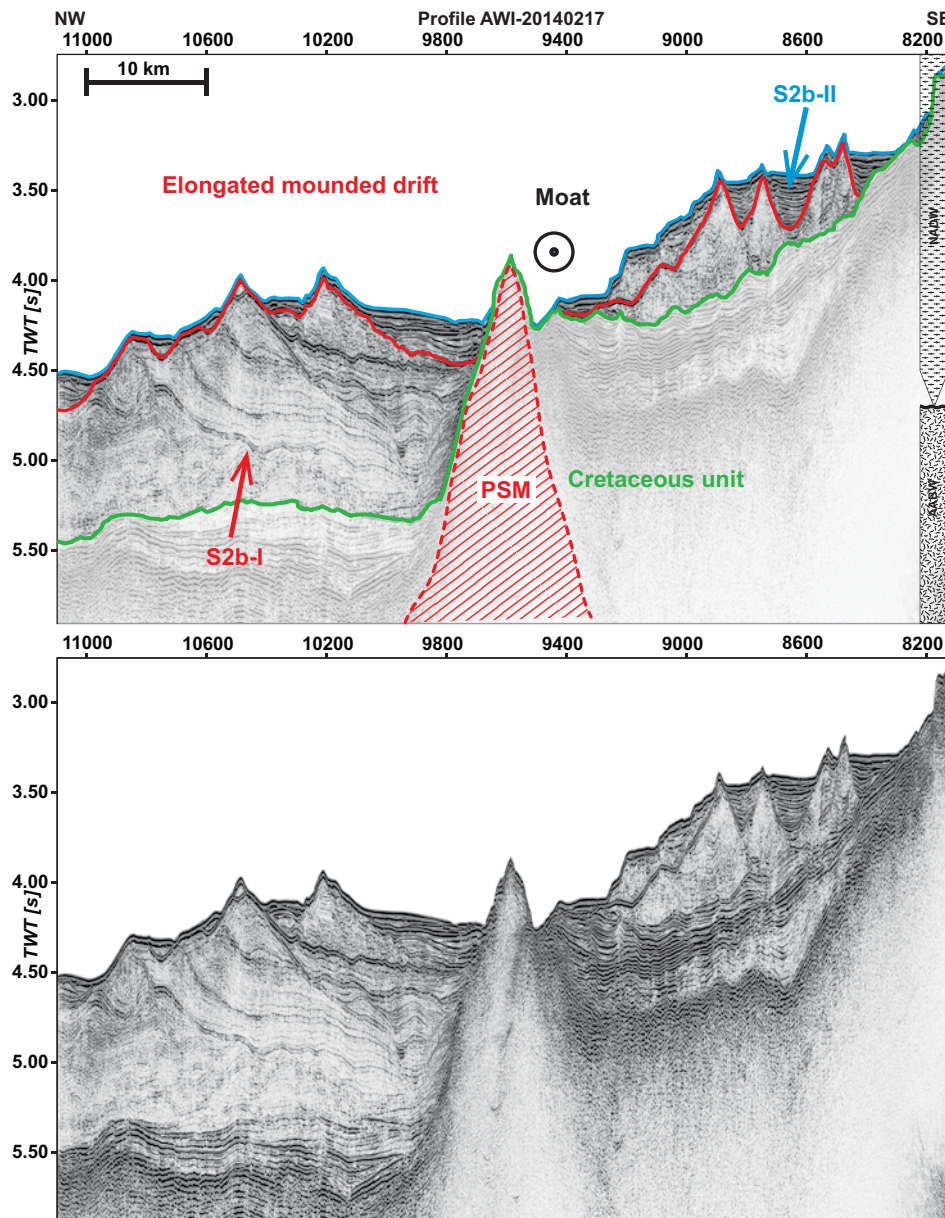 NW Profile AWI-20140217 SE
11000 10600 10200 9800 9400 9000 8600 8200
10 km
3.00
S2b-II
Elongated mounded drift
3.50
Moat
NADW
4.00
TWT [s]
4.50
5.00
PSM
Cretaceous unit
AABW
5.50
S2b-I
11000 10600 10200 9800 9400 9000 8600 8200
3.00
3.50
4.00
TWT [s]
4.50
5.00
5.50